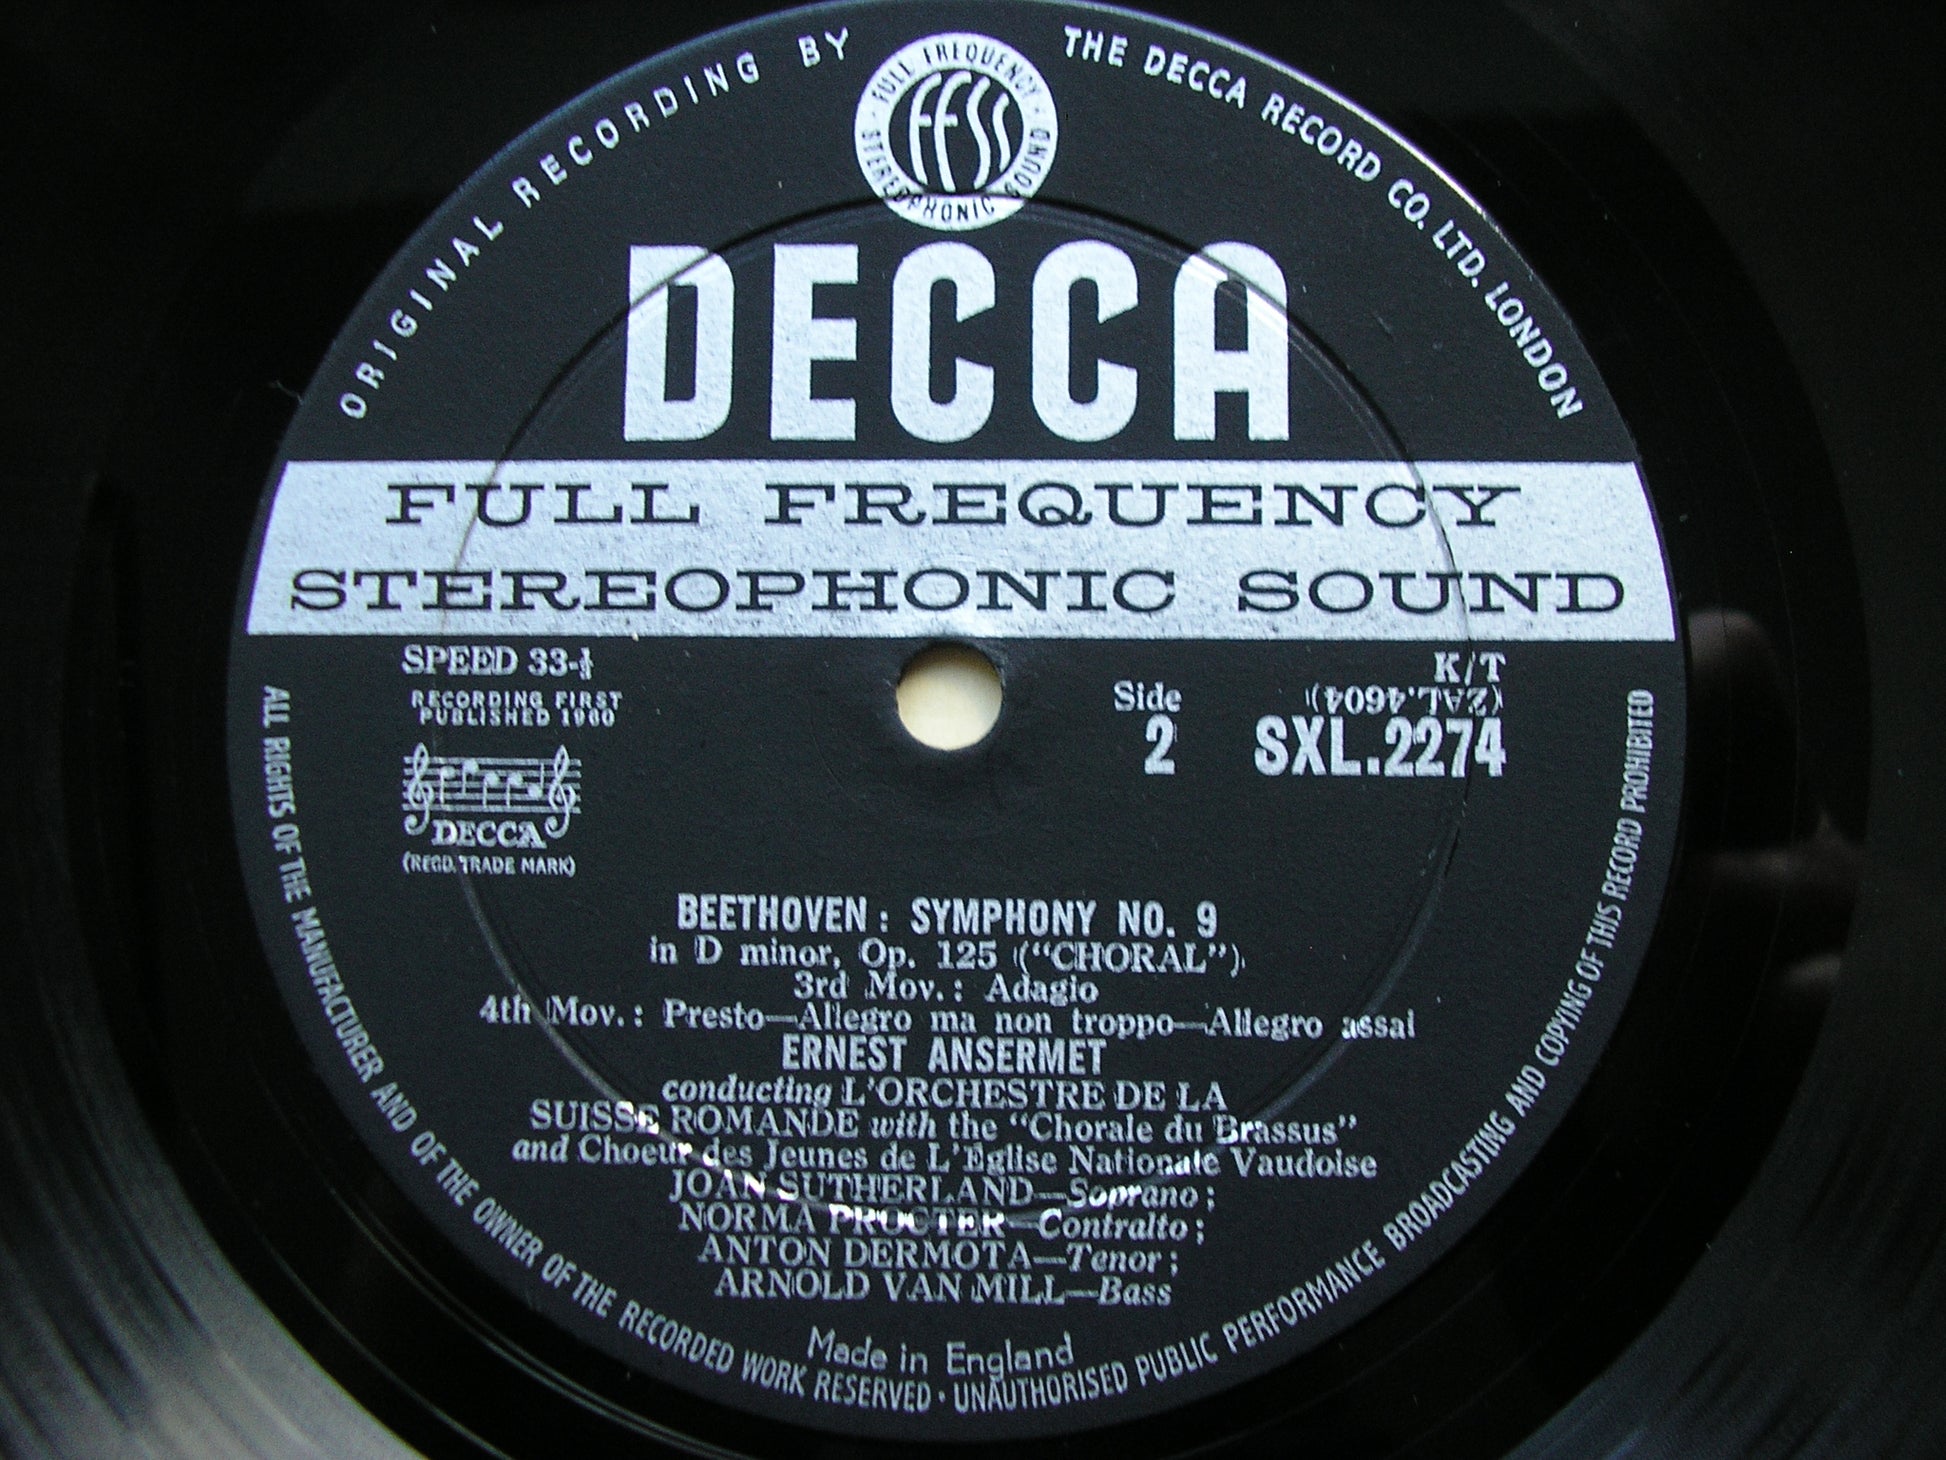 ORIGINAL RECORDING BY
THE DECCA RECORD CO. LTD. LONDON
FULL FREQUENCY
STEREOPHONIC SOUND
FFSS
DECCA
FULL FREQUENCY
STEREOPHONIC SOUND
SPEED 33-⅓
RECORDING FIRST
PUBLISHED 1960
DECCA
(REGD. TRADE MARK)
K/T
Side
(ZAL.4604)
2
SXL.2274
BEETHOVEN: SYMPHONY NO. 9
in D minor, Op. 125 ("CHORAL")
3rd Mov.: Adagio
4th Mov.: Presto—Allegro ma non troppo—Allegro assai
ERNEST ANSERMET
conducting L'ORCHESTRE DE LA
SUISSE ROMANDE with the "Chorale du Brassus"
and Choeur des Jeunes de L'Eglise Nationale Vaudoise
JOAN SUTHERLAND—Soprano;
NORMA PROCTER—Contralto;
ANTON DERMOTA—Tenor;
ARNOLD VAN MILL—Bass
Made in England
ALL RIGHTS OF THE MANUFACTURER AND OF THE OWNER OF THE RECORDED WORK RESERVED · UNAUTHORISED PUBLIC PERFORMANCE BROADCASTING AND COPYING OF THIS RECORD PROHIBITED